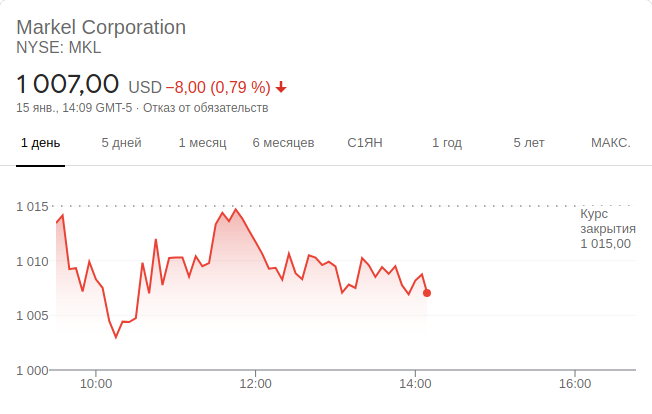 Markel Corporation
NYSE: MKL
1 007,00 USD −8,00 (0,79 %)
15 янв., 14:09 GMT-5 · Отказ от обязательств
1 день 5 дней 1 месяц 6 месяцев С1ЯН 1 год 5 лет МАКС.
1 015
Курс
закрытия
1 015,00
1 010
1 005
1 000
10:00 12:00 14:00 16:00